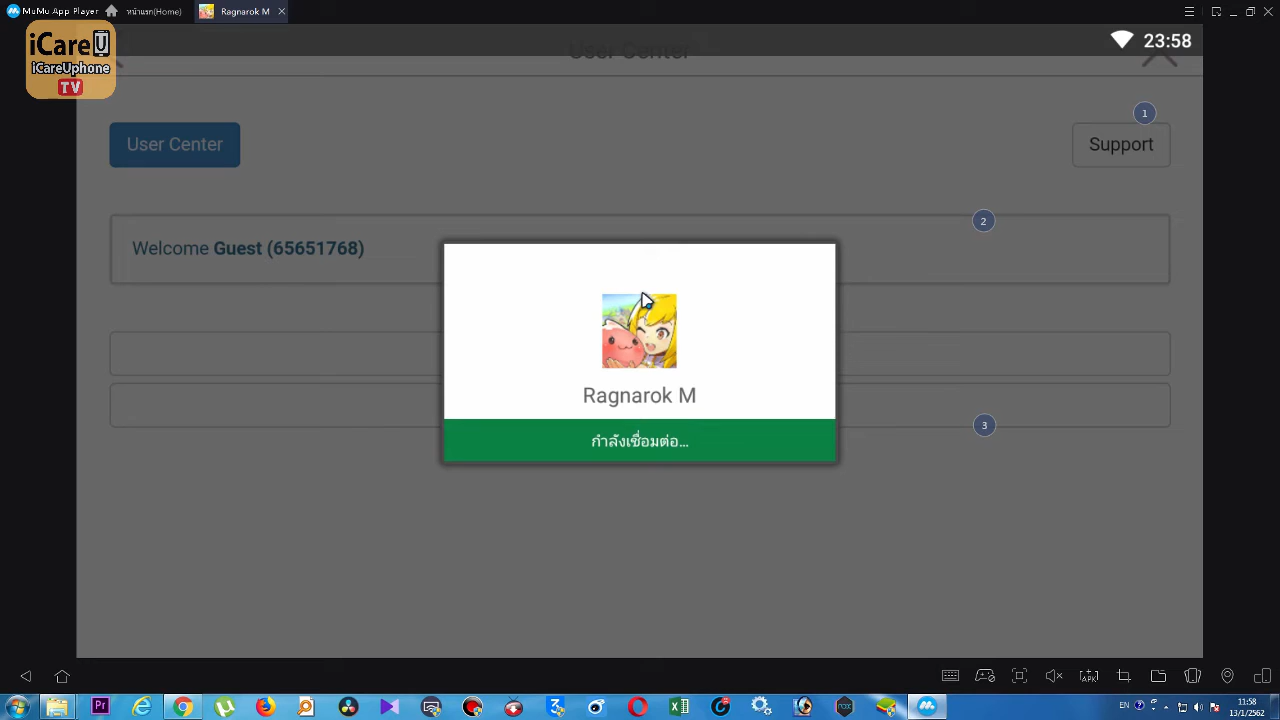 MuMu App Player
หน้าแรก(Home)
Ragnarok M
iCareU
iCareUphone
TV
User Center
23:58
1
User Center
Support
2
Welcome Guest (65651768)
Ragnarok M
กำลังเชื่อมต่อ...
3
EN
11:58
13/1/2562